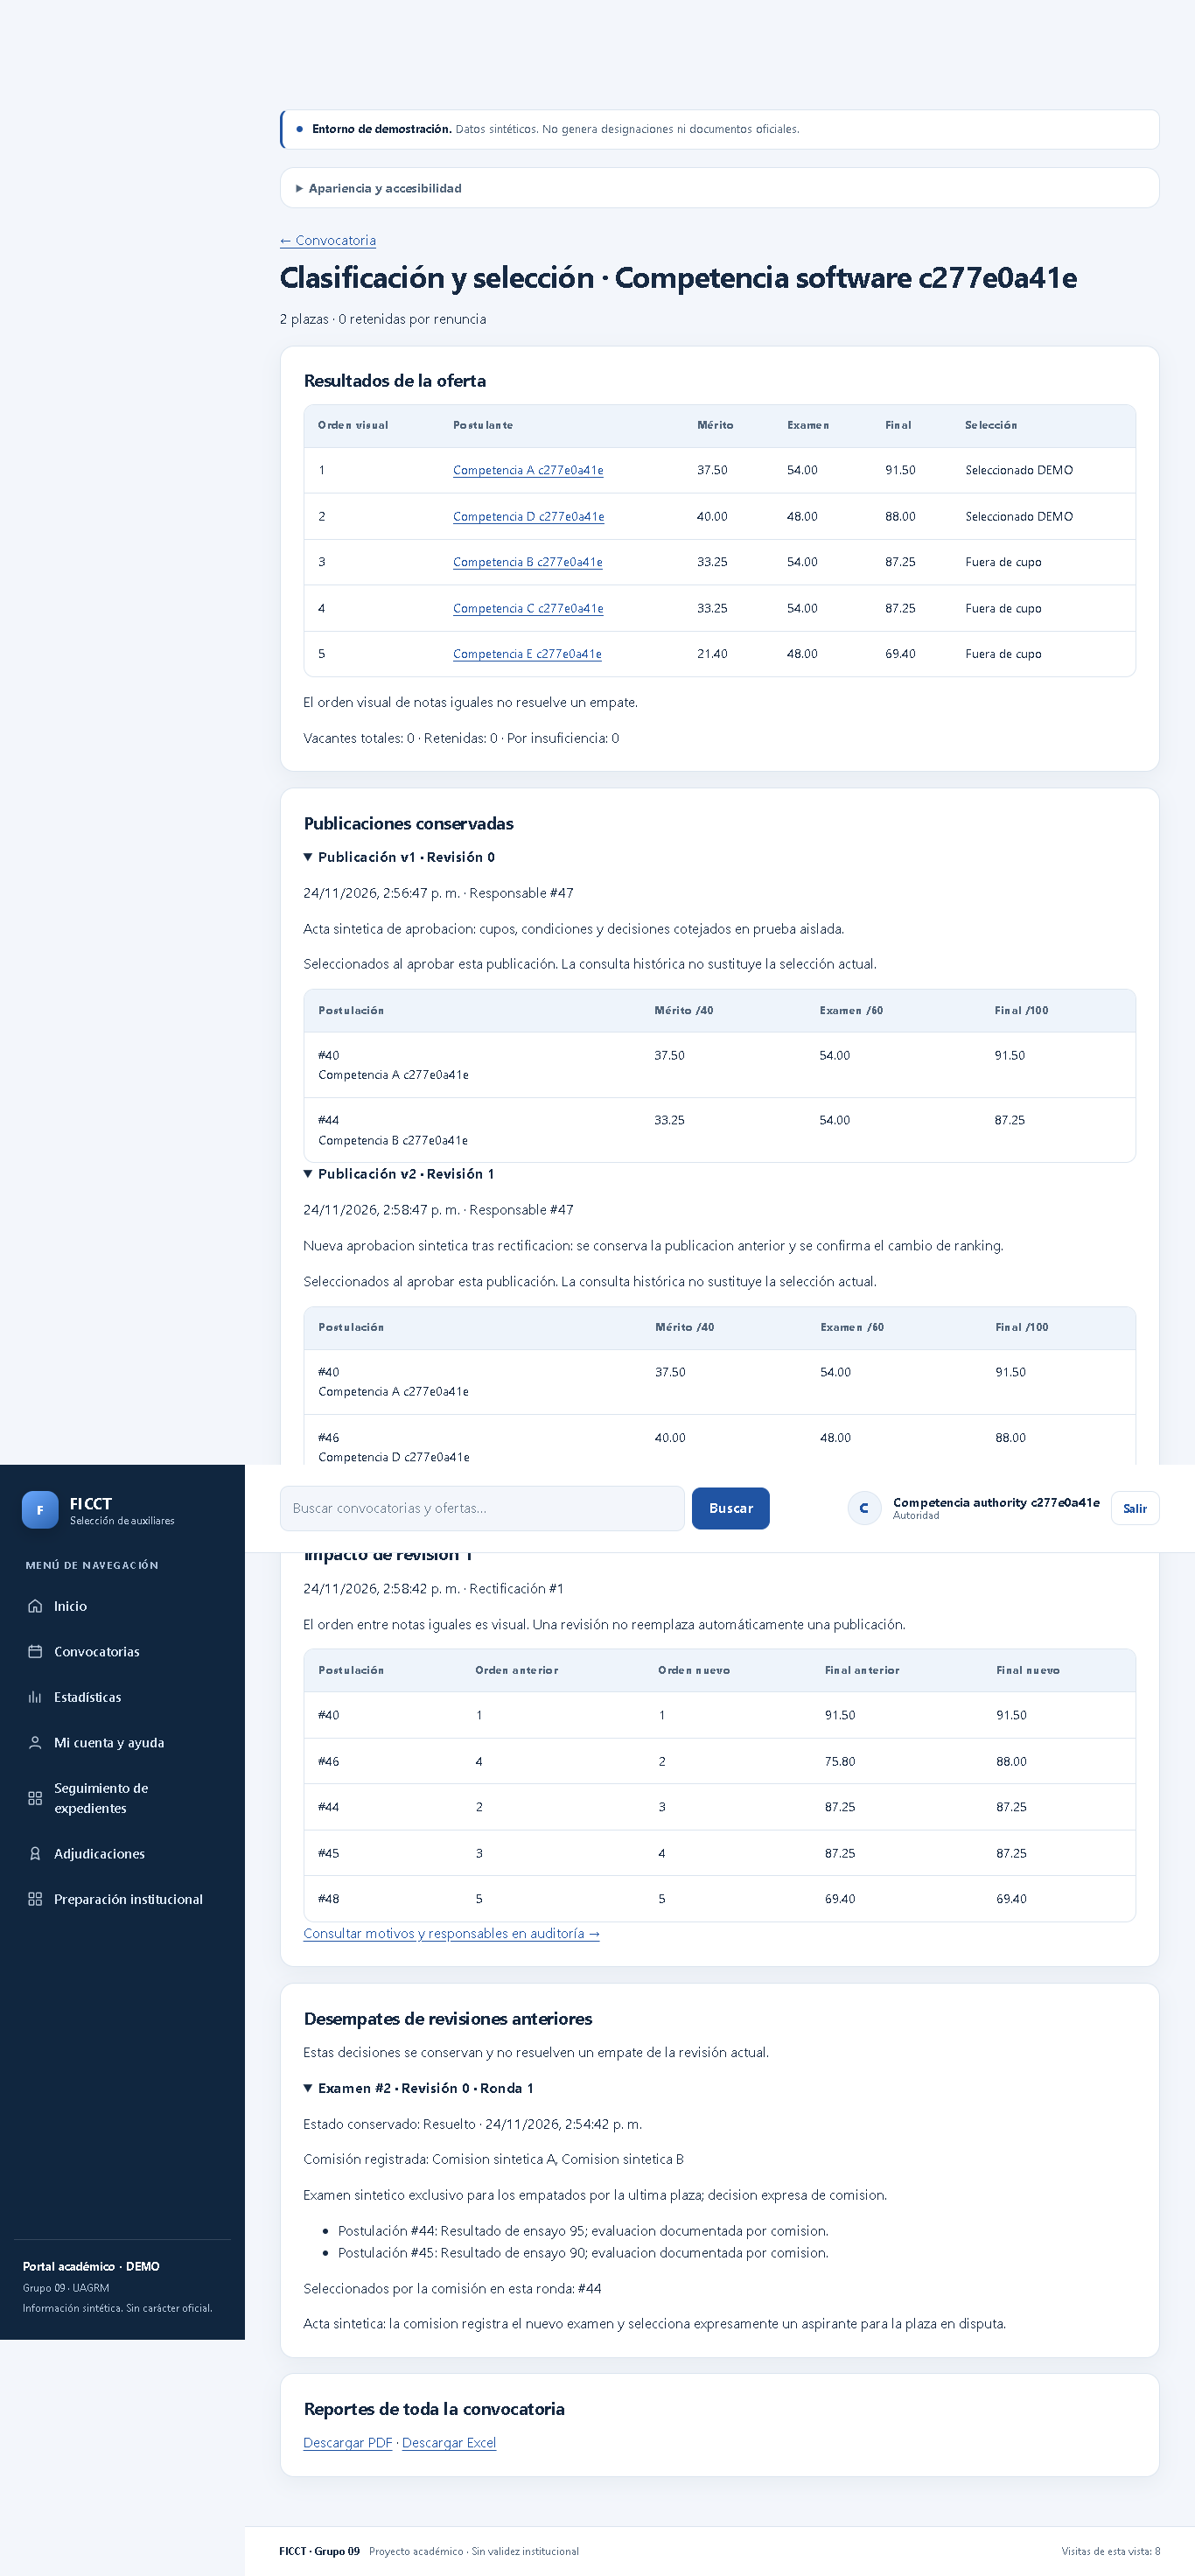 Entorno de demostración. Datos sintéticos. No genera designaciones ni documentos oficiales.
▶ Apariencia y accesibilidad
← Convocatoria
Clasificación y selección · Competencia software c277e0a41e
2 plazas · 0 retenidas por renuncia
Resultados de la oferta
Orden visual Postulante Mérito Examen Final Selección
1 Competencia A c277e0a41e 37.50 54.00 91.50 Seleccionado DEMO
2 Competencia D c277e0a41e 40.00 48.00 88.00 Seleccionado DEMO
3 Competencia B c277e0a41e 33.25 54.00 87.25 Fuera de cupo
4 Competencia C c277e0a41e 33.25 54.00 87.25 Fuera de cupo
5 Competencia E c277e0a41e 21.40 48.00 69.40 Fuera de cupo
El orden visual de notas iguales no resuelve un empate.
Vacantes totales: 0 · Retenidas: 0 · Por insuficiencia: 0
Publicaciones conservadas
▼ Publicación v1 · Revisión 0
24/11/2026, 2:56:47 p. m. · Responsable #47
Acta sintetica de aprobacion: cupos, condiciones y decisiones cotejados en prueba aislada.
Seleccionados al aprobar esta publicación. La consulta histórica no sustituye la selección actual.
Postulación Mérito /40 Examen /60 Final /100
#40 37.50 54.00 91.50
Competencia A c277e0a41e
#44 33.25 54.00 87.25
Competencia B c277e0a41e
▼ Publicación v2 · Revisión 1
24/11/2026, 2:58:47 p. m. · Responsable #47
Nueva aprobacion sintetica tras rectificacion: se conserva la publicacion anterior y se confirma el cambio de ranking.
Seleccionados al aprobar esta publicación. La consulta histórica no sustituye la selección actual.
Postulación Mérito /40 Examen /60 Final /100
#40 37.50 54.00 91.50
Competencia A c277e0a41e
#46 40.00 48.00 88.00
Competencia D c277e0a41e
F FICCT
Selección de auxiliares
MENÚ DE NAVEGACIÓN
Inicio
Convocatorias
Estadísticas
Mi cuenta y ayuda
Seguimiento de
expedientes
Adjudicaciones
Preparación institucional
Portal académico · DEMO
Grupo 09 · UAGRM
Información sintética. Sin carácter oficial.
Buscar convocatorias y ofertas... Buscar
C Competencia authority c277e0a41e
Autoridad
Salir
Impacto de revisión 1
24/11/2026, 2:58:42 p. m. · Rectificación #1
El orden entre notas iguales es visual. Una revisión no reemplaza automáticamente una publicación.
Postulación Orden anterior Orden nuevo Final anterior Final nuevo
#40 1 1 91.50 91.50
#46 4 2 75.80 88.00
#44 2 3 87.25 87.25
#45 3 4 87.25 87.25
#48 5 5 69.40 69.40
Consultar motivos y responsables en auditoría →
Desempates de revisiones anteriores
Estas decisiones se conservan y no resuelven un empate de la revisión actual.
▼ Examen #2 · Revisión 0 · Ronda 1
Estado conservado: Resuelto · 24/11/2026, 2:54:42 p. m.
Comisión registrada: Comision sintetica A, Comision sintetica B
Examen sintetico exclusivo para los empatados por la ultima plaza; decision expresa de comision.
• Postulación #44: Resultado de ensayo 95; evaluacion documentada por comision.
• Postulación #45: Resultado de ensayo 90; evaluacion documentada por comision.
Seleccionados por la comisión en esta ronda: #44
Acta sintetica: la comision registra el nuevo examen y selecciona expresamente un aspirante para la plaza en disputa.
Reportes de toda la convocatoria
Descargar PDF · Descargar Excel
FICCT · Grupo 09 Proyecto académico · Sin validez institucional
Visitas de esta vista: 8